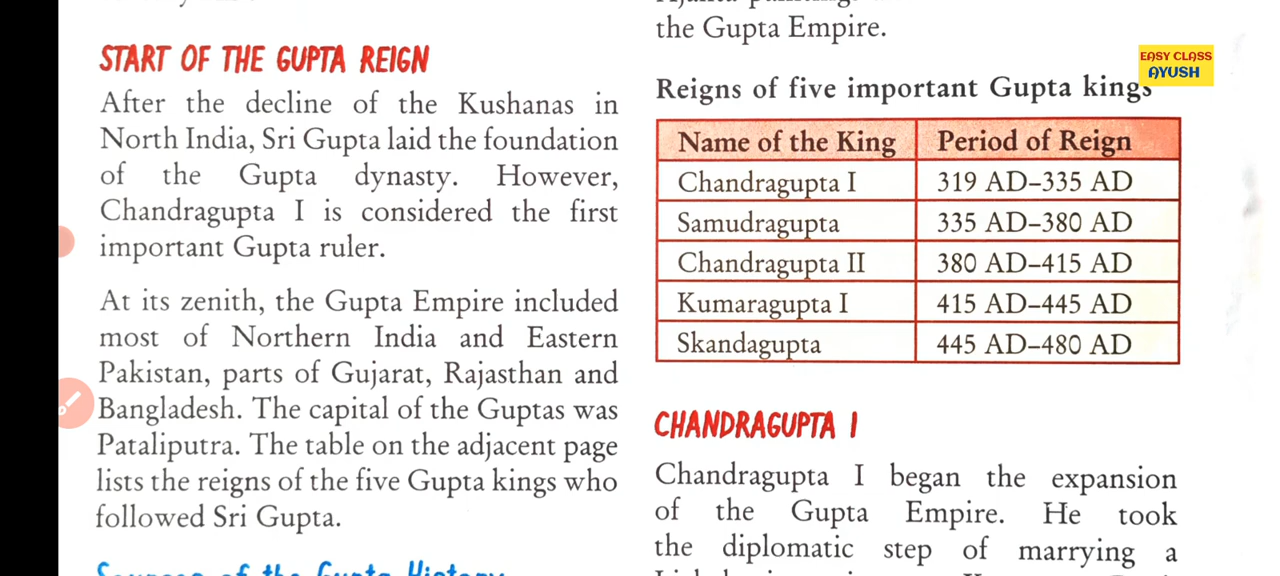 START OF THE GUPTA REIGN
After the decline of the Kushanas in
North India, Sri Gupta laid the foundation
of the Gupta dynasty. However,
Chandragupta I is considered the first
important Gupta ruler.
At its zenith, the Gupta Empire included
most of Northern India and Eastern
Pakistan, parts of Gujarat, Rajasthan and
Bangladesh. The capital of the Guptas was
Pataliputra. The table on the adjacent page
lists the reigns of the five Gupta kings who
followed Sri Gupta.
Sources of the Gupta History
the Gupta Empire.
EASY CLASS
AYUSH
Reigns of five important Gupta kings
Name of the King Period of Reign
Chandragupta I 319 AD–335 AD
Samudragupta 335 AD–380 AD
Chandragupta II 380 AD–415 AD
Kumaragupta I 415 AD–445 AD
Skandagupta 445 AD–480 AD
CHANDRAGUPTA I
Chandragupta I began the expansion
of the Gupta Empire. He took
the diplomatic step of marrying a